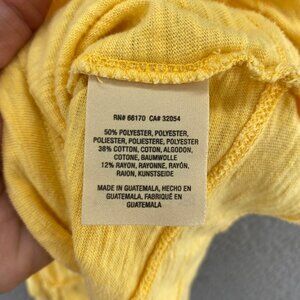 RN# 66170 CA# 32054
50% POLYESTER, POLYESTER,
POLIESTER, POLIESTERE, POLYESTER
38% COTTON, COTON, ALGODON,
COTONE, BAUMWOLLE
12% RAYON, RAYONNE, RAYÓN,
RAION, KUNSTSEIDE
MADE IN GUATEMALA, HECHO EN
GUATEMALA, FABRIQUÉ EN
GUATEMALA